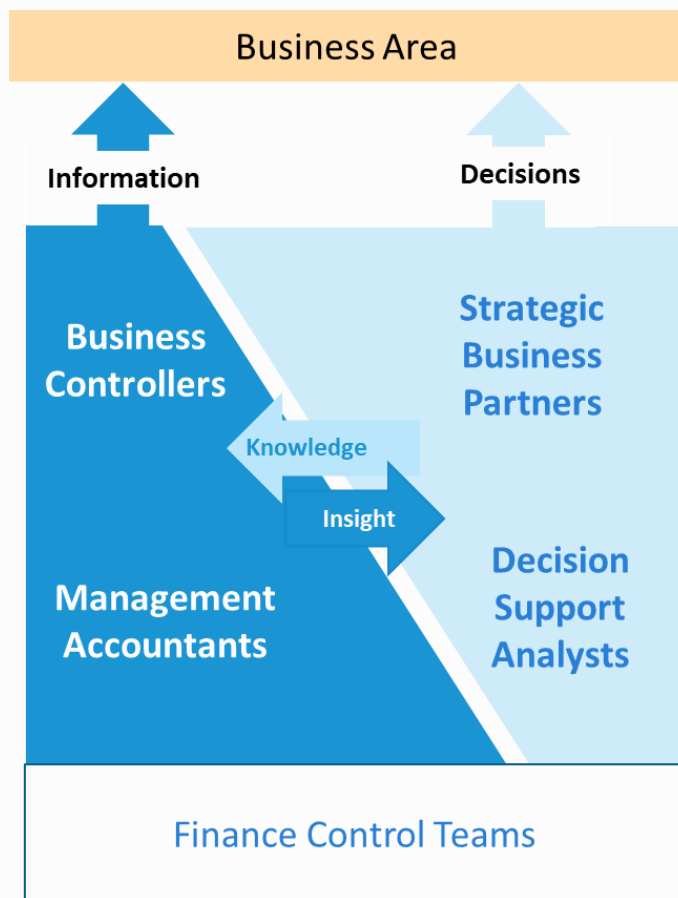 Business Area
Information
Decisions
Business
Controllers
Strategic
Business
Partners
Knowledge
Insight
Management
Accountants
Decision
Support
Analysts
Finance Control Teams